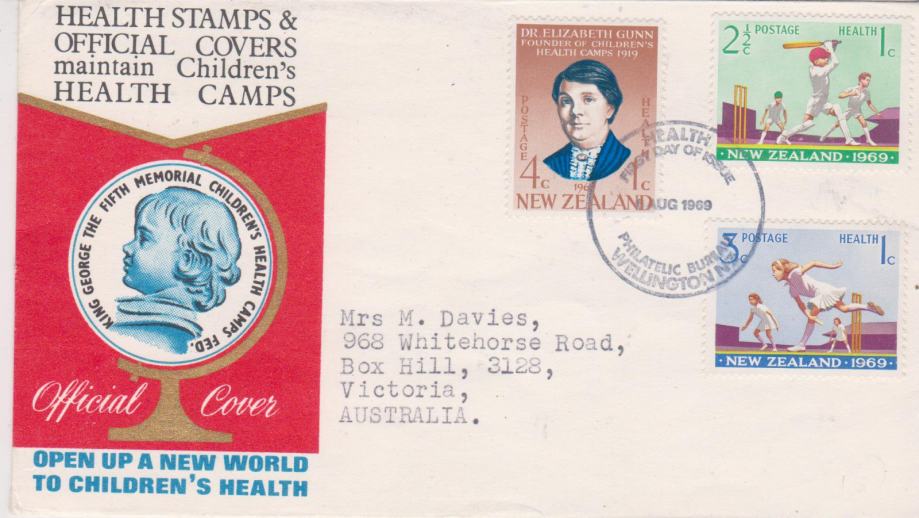 HEALTH STAMPS &
OFFICIAL COVERS
maintain Children's
HEALTH CAMPS
KING GEORGE THE FIFTH MEMORIAL CHILDREN'S HEALTH CAMPS FED.
Official Cover
OPEN UP A NEW WORLD
TO CHILDREN'S HEALTH
DR. ELIZABETH GUNN
FOUNDER OF CHILDREN'S
HEALTH CAMPS 1919
POSTAGE
HEALTH
4c 1c
NEW ZEALAND
2½c POSTAGE HEALTH 1c
NEW ZEALAND · 1969
HEALTH
FIRST DAY OF ISSUE
AUG 1969
PHILATELIC BUREAU
WELLINGTON N.Z.
3c POSTAGE HEALTH 1c
NEW ZEALAND · 1969
Mrs M. Davies,
968 Whitehorse Road,
Box Hill, 3128,
Victoria,
AUSTRALIA.